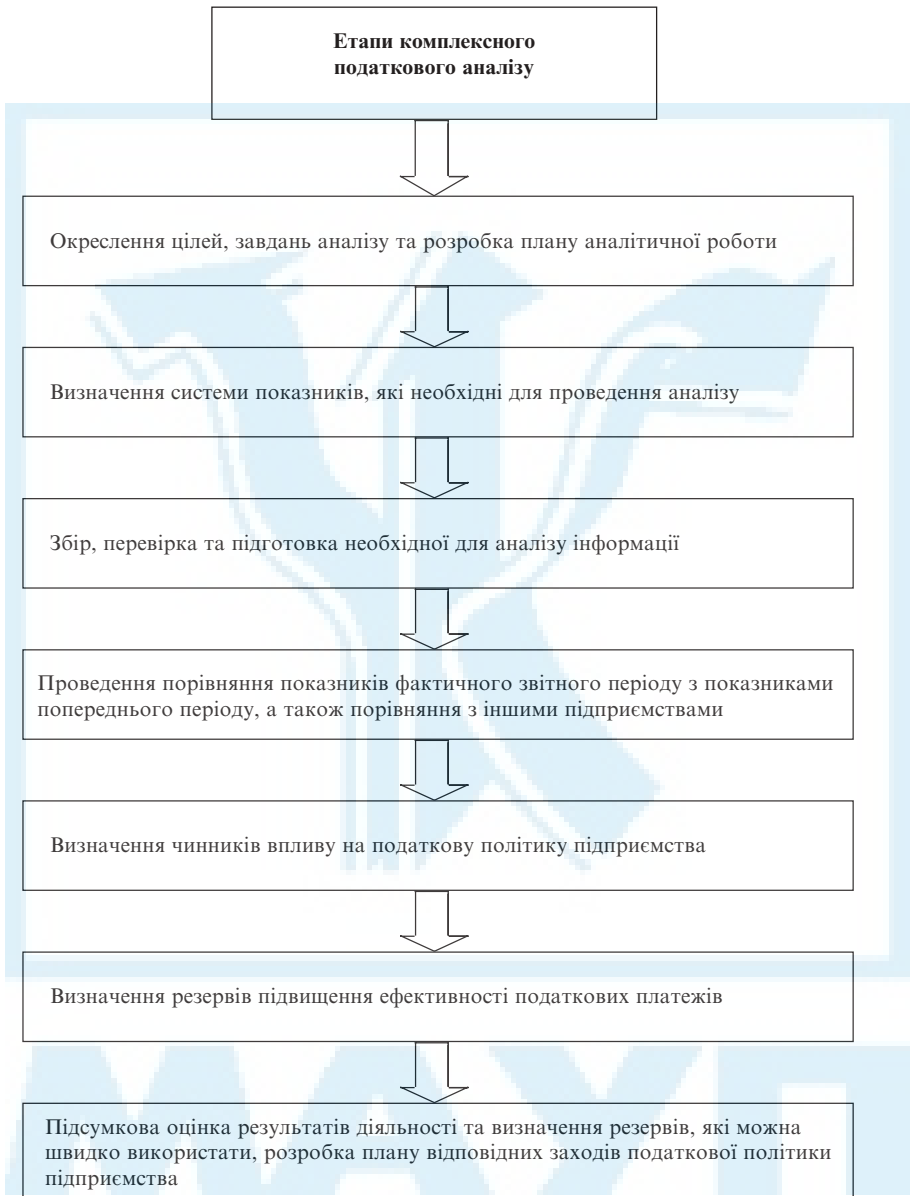 Етапи комплексного
податкового аналізу
Окреслення цілей, завдань аналізу та розробка плану аналітичної роботи
Визначення системи показників, які необхідні для проведення аналізу
Збір, перевірка та підготовка необхідної для аналізу інформації
Проведення порівняння показників фактичного звітного періоду з показниками
попереднього періоду, а також порівняння з іншими підприємствами
Визначення чинників впливу на податкову політику підприємства
Визначення резервів підвищення ефективності податкових платежів
Підсумкова оцінка результатів діяльності та визначення резервів, які можна
швидко використати, розробка плану відповідних заходів податкової політики
підприємства
МАУП